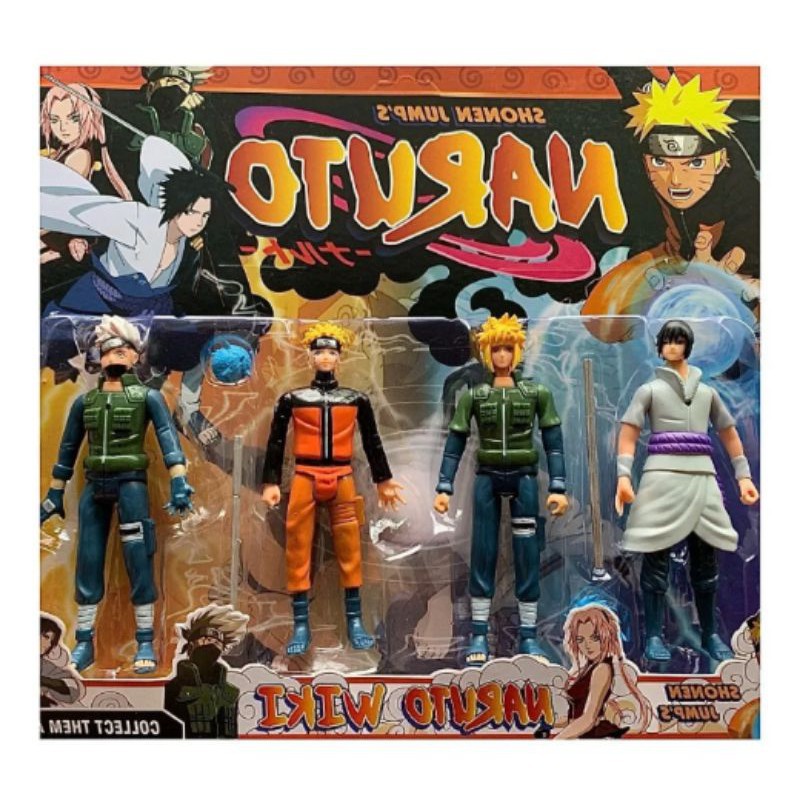 SHONEN JUMP'S
NARUTO
-ナルト-
NARUTO WIKI
SHONEN
JUMP'S
COLLECT THEM A